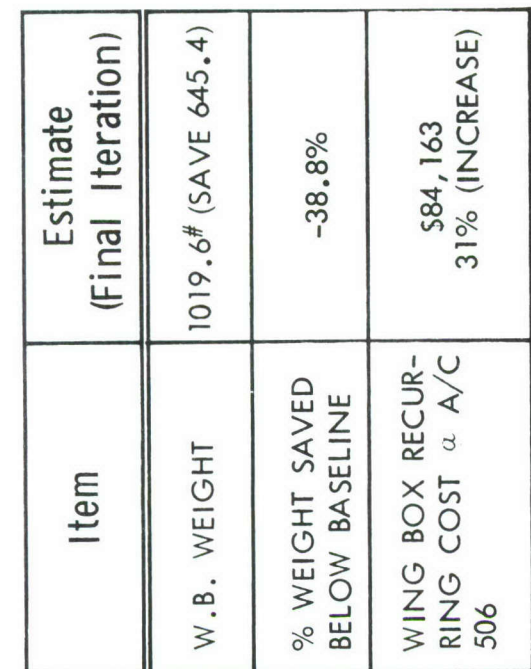 Item
Estimate
(Final Iteration)
W.B. WEIGHT
1019.6# (SAVE 645.4)
% WEIGHT SAVED
BELOW BASELINE
-38.8%
WING BOX RECUR-
RING COST a A/C
506
$84,163
31% (INCREASE)